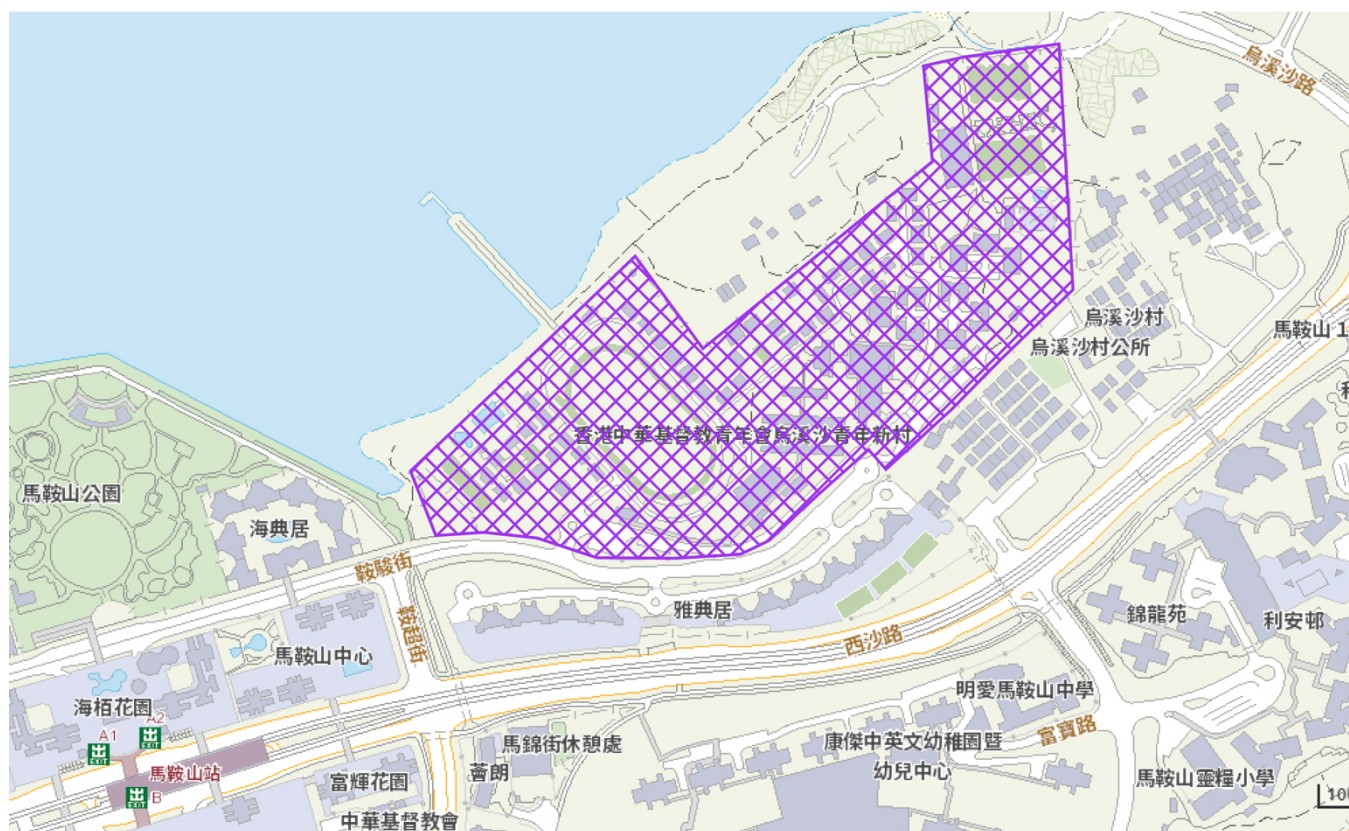 烏溪沙路
烏溪沙村
烏溪沙村公所
馬鞍山 1
香港中華基督教青年會烏溪沙青年新村
馬鞍山公園
海典居
鞍駿街
鞍超街
雅典居
西沙路
錦龍苑
利安邨
馬鞍山中心
海栢花園
A2
A1
出
EXIT
出
EXIT
馬鞍山站
出
EXIT
B
富輝花園
薈朗
馬錦街休憩處
中華基督教會
明愛馬鞍山中學
康傑中英文幼稚園暨
幼兒中心
富寶路
馬鞍山靈糧小學